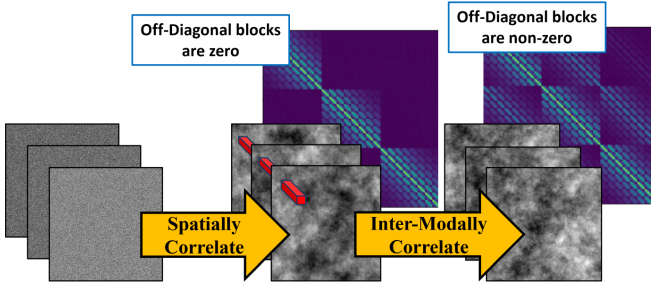 Off-Diagonal blocks
are zero
Off-Diagonal blocks
are non-zero
Spatially
Correlate
Inter-Modally
Correlate